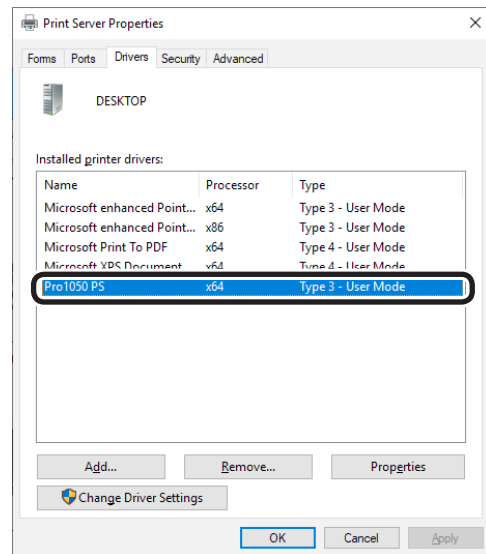 Print Server Properties
Forms Ports Drivers Security Advanced
DESKTOP
Installed printer drivers:
Name Processor Type
Microsoft enhanced Point... x64 Type 3 - User Mode
Microsoft enhanced Point... x86 Type 3 - User Mode
Microsoft Print To PDF x64 Type 4 - User Mode
Microsoft XPS Document x64 Type 4 - User Mode
Pro1050 PS x64 Type 3 - User Mode
Add... Remove... Properties
Change Driver Settings
OK Cancel Apply